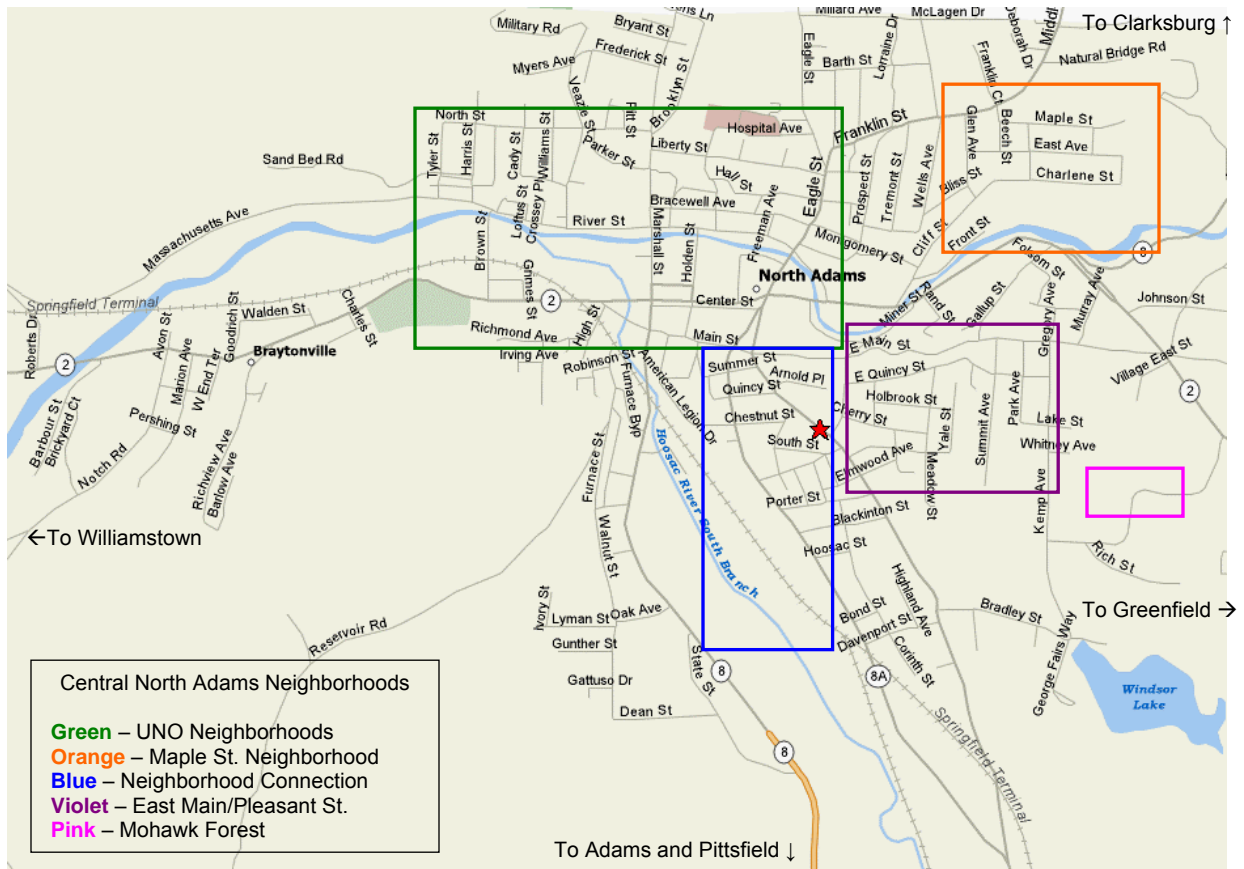 Millard Ave
McLagen Dr
To Clarksburg ↑
Military Rd
Bryant St
ns Ln
Deborah Dr
Middl
Frederick St
Eagle St
Lorraine Dr
Franklin Ct
Natural Bridge Rd
Myers Ave
Brooklyn St
Barth St
Veazie St
Pitt St
North St
Hospital Ave
Franklin St
Glen Ave
Beech St
Maple St
Sand Bed Rd
Tyler St
Harris St
Cady St
Williams St
Parker St
Liberty St
East Ave
Hall St
Eagle St
Prospect St
Tremont St
Wells Ave
Bliss St
Charlene St
Massachusetts Ave
Brown St
Loftus St
Crossey Pl
River St
Bracewell Ave
Marshall St
Holden St
Freeman Ave
Montgomery St
Cliff St
Front St
8
Folsom St
North Adams
Springfield Terminal
Grimes St
2
Center St
Miner St
Rand St
Gallup St
Gregory Ave
Murray Ave
Johnson St
Roberts Dr
Avon St
Goodrich St
Walden St
Charles St
Richmond Ave
High St
Main St
E Main St
2
Marion Ave
W End Ter
Braytonville
Irving Ave
Robinson St
S Furnace Byp
American Legion Dr
Summer St
Arnold Pl
E Quincy St
Village East St
Quincy St
Holbrook St
Park Ave
2
Barbour St
Brickyard Ct
Pershing St
Chestnut St
Cherry St
Yale St
Summit Ave
Lake St
Notch Rd
Richview Ave
Barlow Ave
Furnace St
Hoosac River South Branch
South St
Elmwood Ave
Meadow St
Whitney Ave
Porter St
Kemp Ave
←To Williamstown
Walnut St
Blackinton St
Hoosac St
Rich St
Ivory St
Lyman St
Oak Ave
Highland Ave
Bradley St
To Greenfield →
Reservoir Rd
Bond St
Davenport St
Gunther St
State St
8
Corinth St
8A
George Fairs Way
Gattuso Dr
Windsor
Lake
Dean St
Springfield Terminal
8
Central North Adams Neighborhoods
Green – UNO Neighborhoods
Orange – Maple St. Neighborhood
Blue – Neighborhood Connection
Violet – East Main/Pleasant St.
Pink – Mohawk Forest
To Adams and Pittsfield ↓